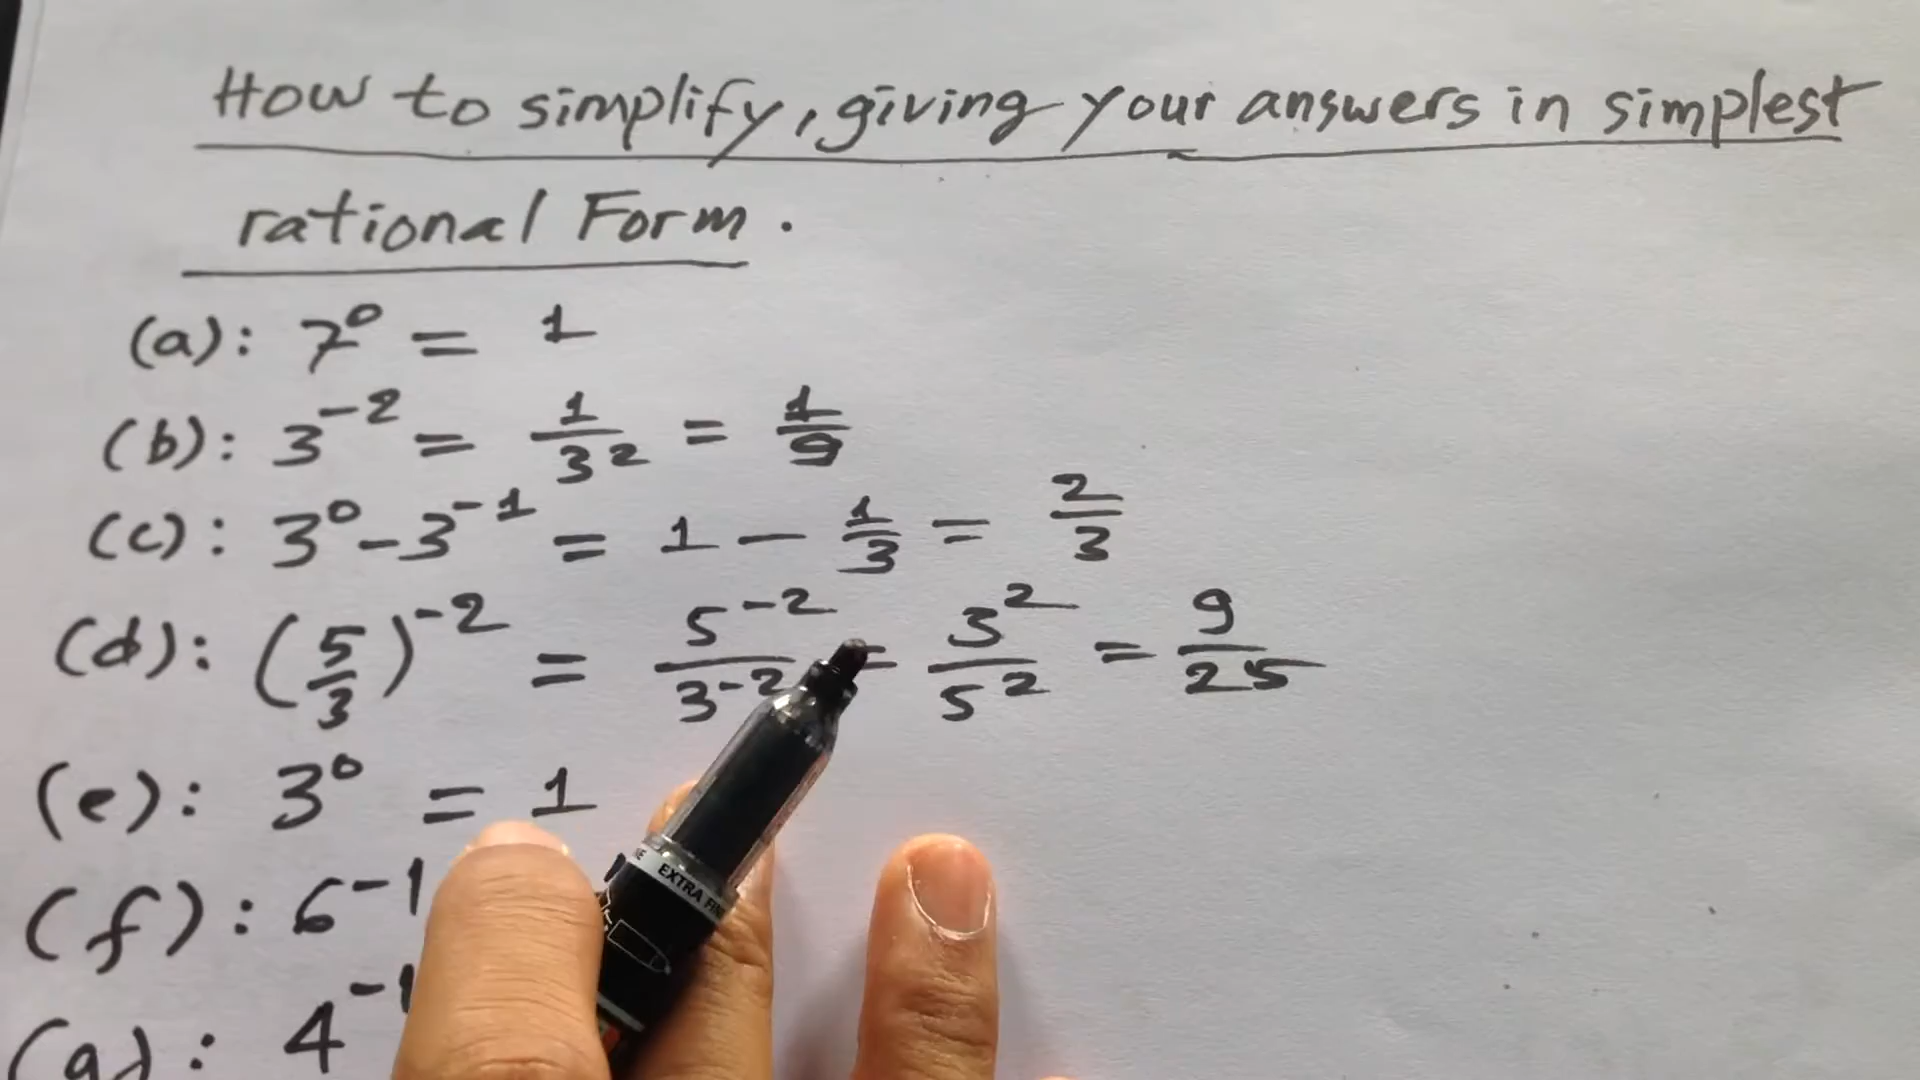 How to simplify, giving your answers in simplest
rational Form.
(a): 7⁰ = 1
(b): 3⁻² = 1/3² = 1/9
(c): 3⁰-3⁻¹ = 1 - 1/3 = 2/3
(d): (5/3)⁻² = 5⁻²/3⁻² = 3²/5² = 9/25
(e): 3⁰ = 1
(f): 6⁻¹
(g): 4⁻¹
EXTRA